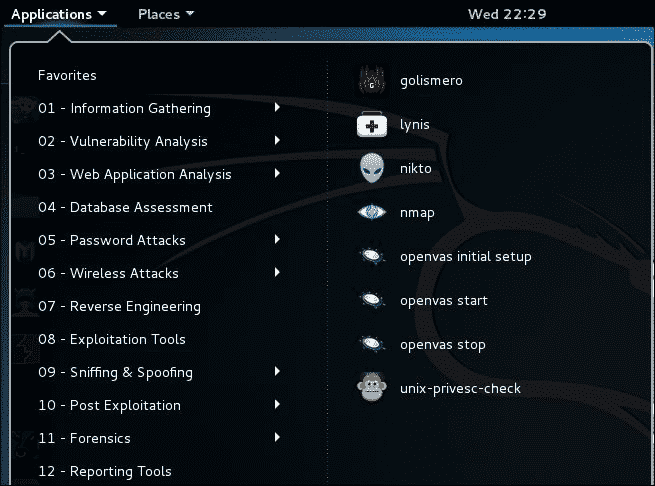 Applications Places Wed 22:29
Favorites
01 - Information Gathering
02 - Vulnerability Analysis
03 - Web Application Analysis
04 - Database Assessment
05 - Password Attacks
06 - Wireless Attacks
07 - Reverse Engineering
08 - Exploitation Tools
09 - Sniffing & Spoofing
10 - Post Exploitation
11 - Forensics
12 - Reporting Tools
golismero
lynis
nikto
nmap
openvas initial setup
openvas start
openvas stop
unix-privesc-check